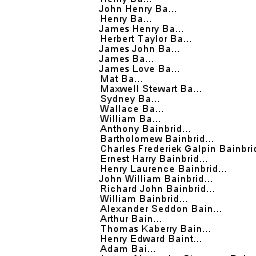 Henry Ba...
John Henry Ba...
Henry Ba...
James Henry Ba...
Herbert Taylor Ba...
James John Ba...
James Ba...
James Love Ba...
Mat Ba...
Maxwell Stewart Ba...
Sydney Ba...
Wallace Ba...
William Ba...
Anthony Bainbrid...
Bartholomew Bainbrid...
Charles Frederiek Galpin Bainbrid
Ernest Harry Bainbrid...
Henry Laurence Bainbrid...
John William Bainbrid...
Richard John Bainbrid...
William Bainbrid...
Alexander Seddon Bain...
Arthur Bain...
Thomas Kaberry Bain...
Henry Edward Baint...
Adam Bai...